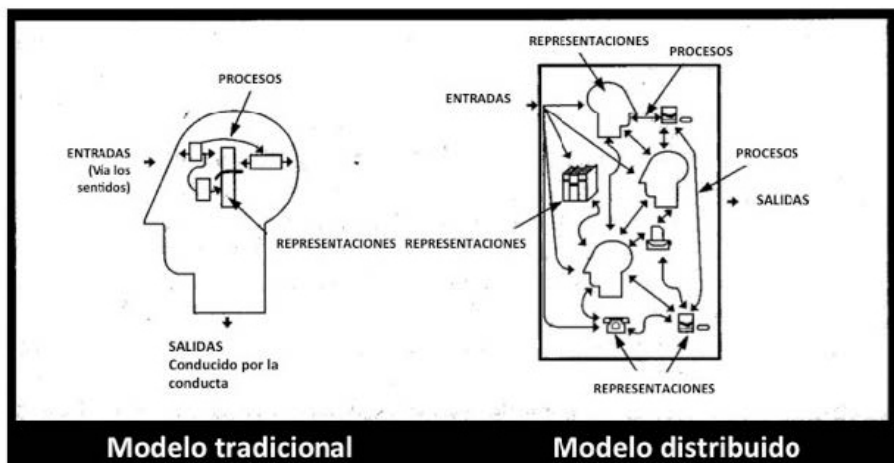 PROCESOS
ENTRADAS
(Vía los
sentidos)
REPRESENTACIONES
SALIDAS
Conducido por la
conducta
Modelo tradicional
REPRESENTACIONES
PROCESOS
ENTRADAS
PROCESOS
SALIDAS
REPRESENTACIONES
REPRESENTACIONES
Modelo distribuido